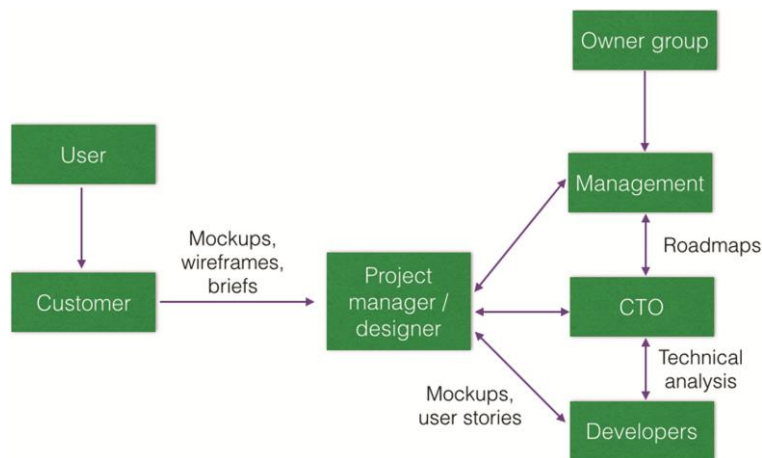 Owner group
User
Management
Mockups,
wireframes,
briefs
Roadmaps
Customer
Project
manager /
designer
CTO
Technical
analysis
Mockups,
user stories
Developers